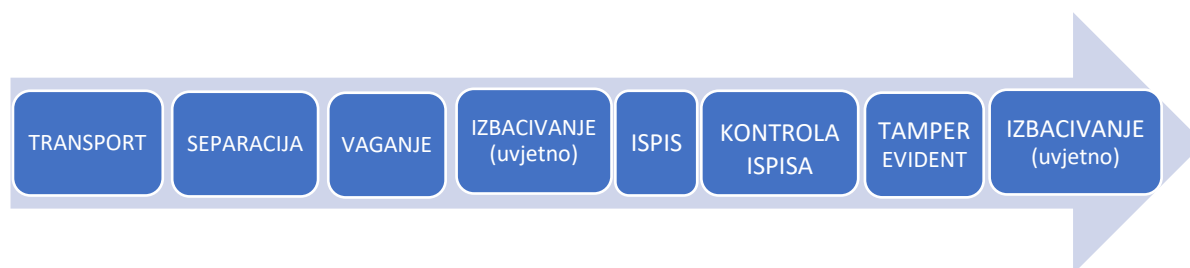 TRANSPORT
SEPARACIJA
VAGANJE
IZBACIVANJE
(uvjetno)
ISPIS
KONTROLA
ISPISA
TAMPER
EVIDENT
IZBACIVANJE
(uvjetno)